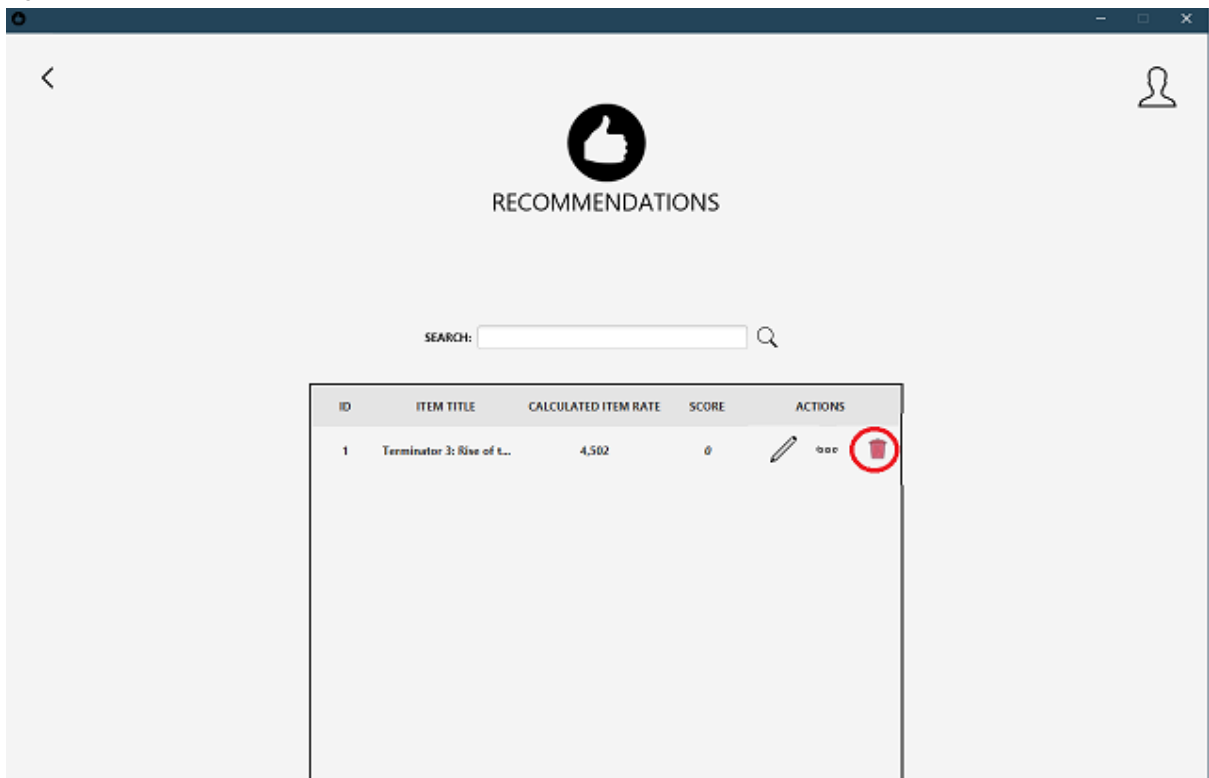 RECOMMENDATIONS
SEARCH:
ID ITEM TITLE CALCULATED ITEM RATE SCORE ACTIONS
1 Terminator 3: Rise of t... 4,502 0